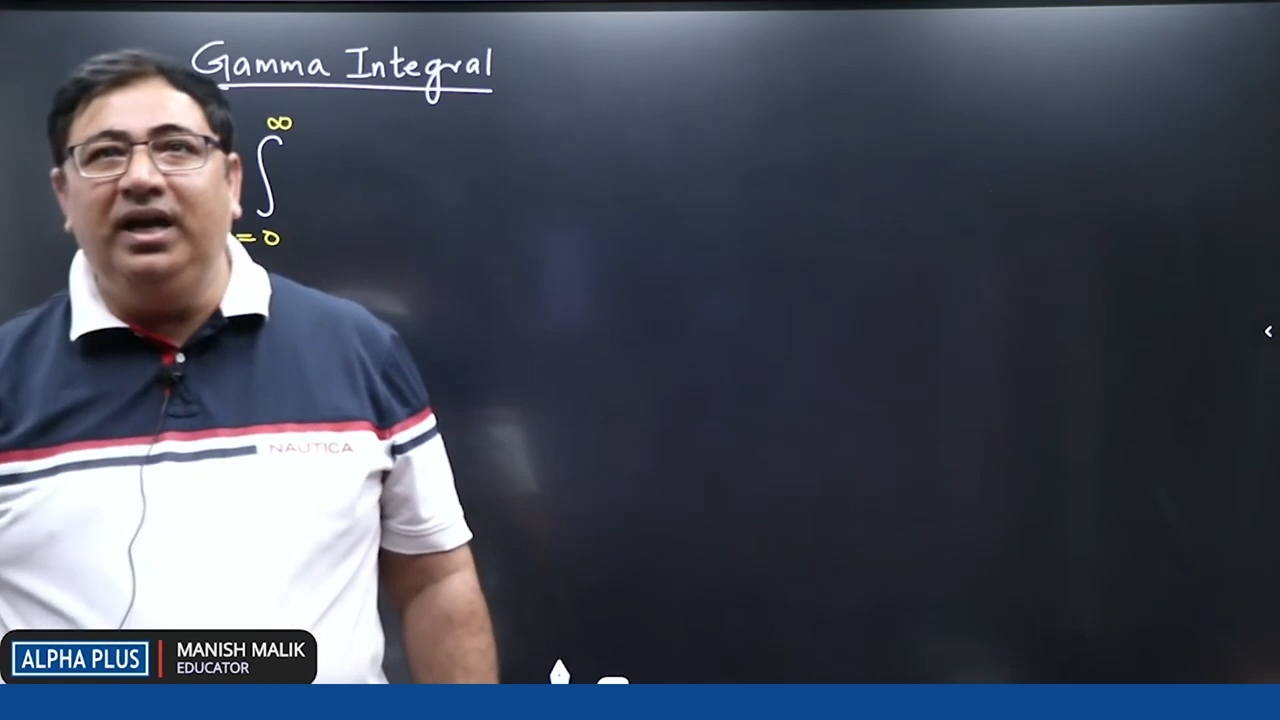 Gamma Integral
∞
∫
= 0
NAUTICA
ALPHA PLUS
MANISH MALIK
EDUCATOR